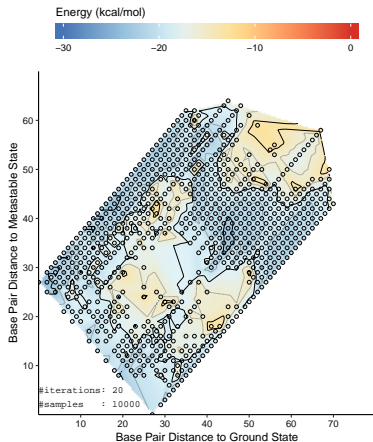 Energy (kcal/mol)
−30 −20 −10 0
Base Pair Distance to Metastable State
60
50
40
30
20
10
#iterations: 20
#samples : 10000
0 10 20 30 40 50 60 70
Base Pair Distance to Ground State